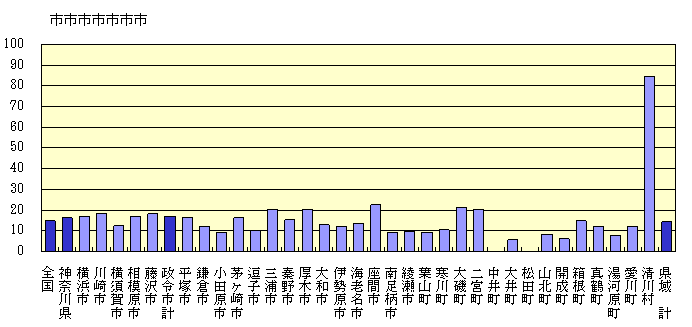 市市市市市市市
100
90
80
70
60
50
40
30
20
10
0
全国
神奈川県
横浜市
川崎市
横須賀市
相模原市
藤沢市
政令市計
平塚市
鎌倉市
小田原市
茅ヶ崎市
逗子市
三浦市
秦野市
厚木市
大和市
伊勢原市
海老名市
座間市
南足柄市
綾瀬市
葉山町
寒川町
大磯町
二宮町
中井町
大井町
松田町
山北町
開成町
箱根町
真鶴町
湯河原町
愛川町
清川村
県域 計